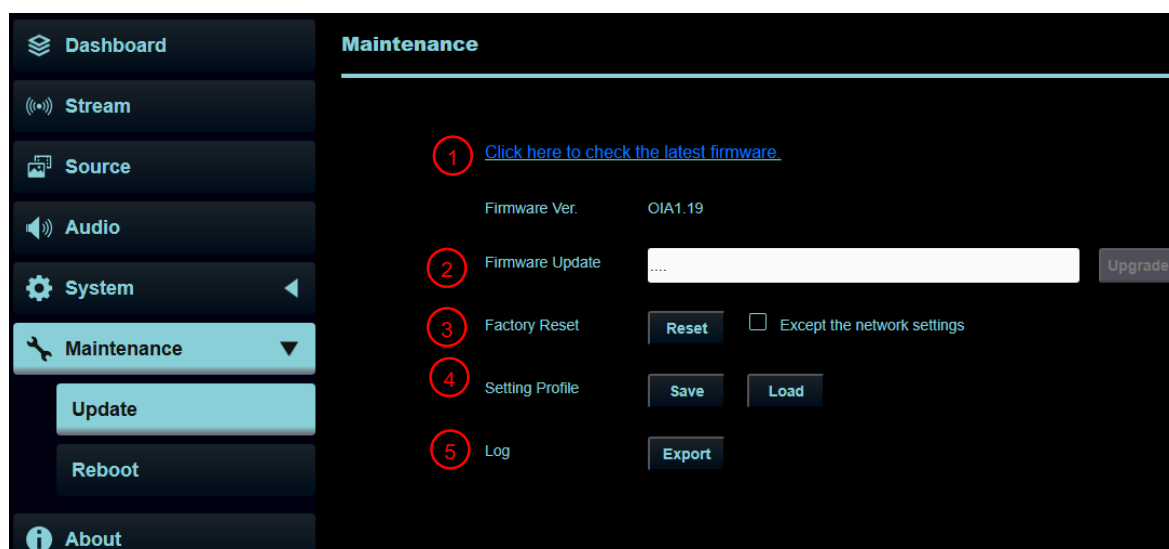 Dashboard
Stream
Source
Audio
System
Maintenance
Update
Reboot
About
Maintenance
1 Click here to check the latest firmware.
Firmware Ver. OIA1.19
2 Firmware Update .... Upgrade
3 Factory Reset Reset Except the network settings
4 Setting Profile Save Load
5 Log Export